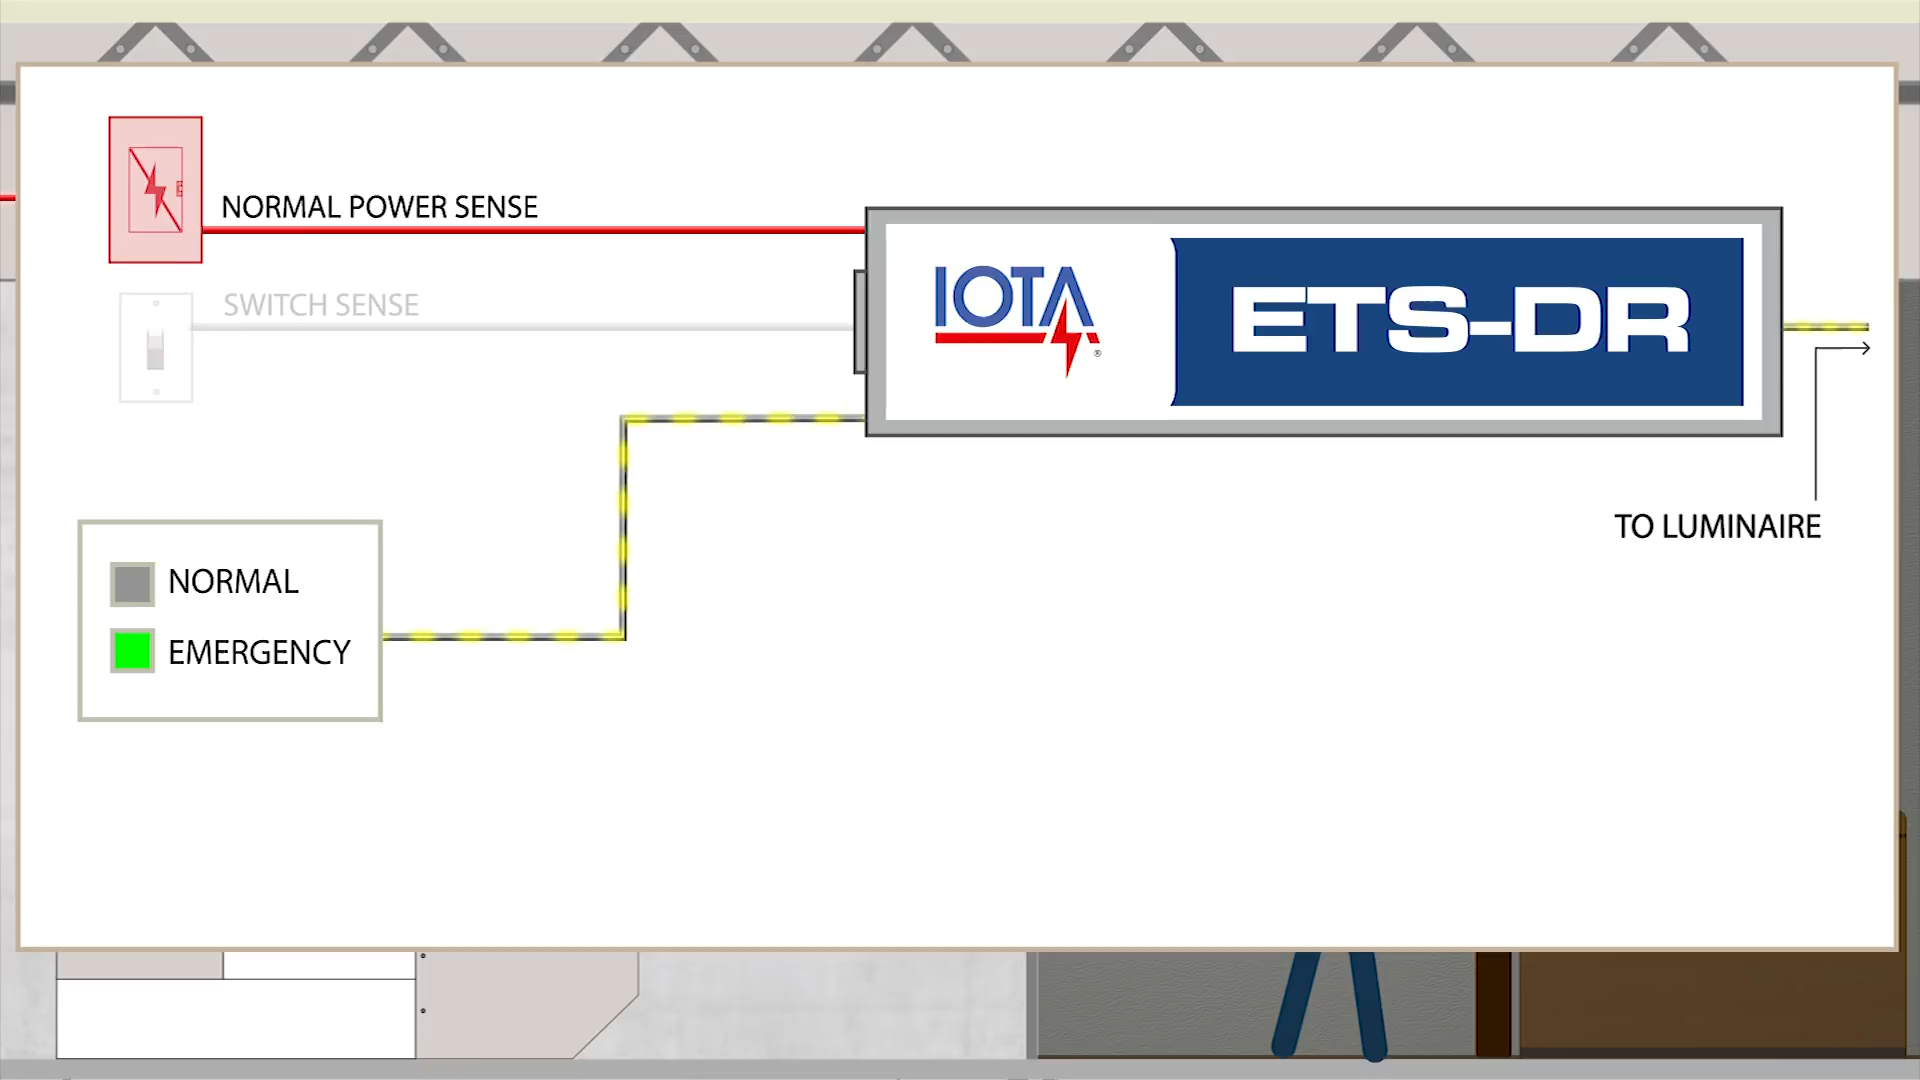 NORMAL POWER SENSE
SWITCH SENSE
IOTA®
ETS-DR
TO LUMINAIRE
NORMAL
EMERGENCY